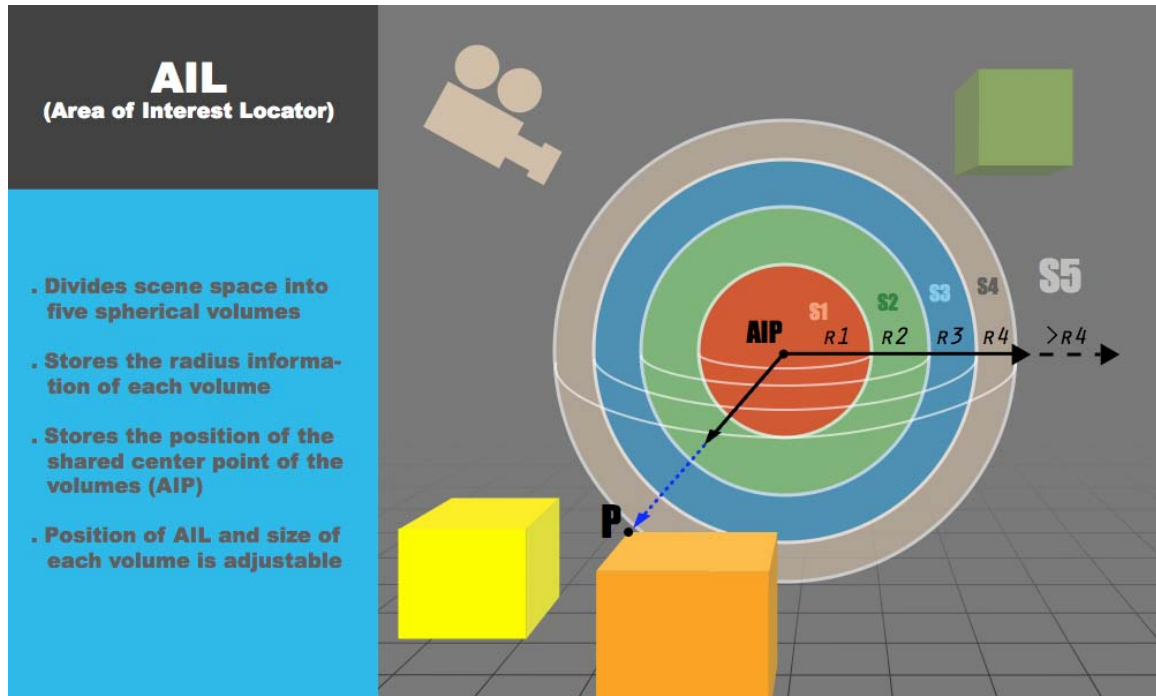 AIL
(Area of Interest Locator)
. Divides scene space into
five spherical volumes
. Stores the radius informa-
tion of each volume
. Stores the position of the
shared center point of the
volumes (AIP)
. Position of AIL and size of
each volume is adjustable
S1
S2
S3
S4
S5
AIP
R1
R2
R3
R4
>R4
P